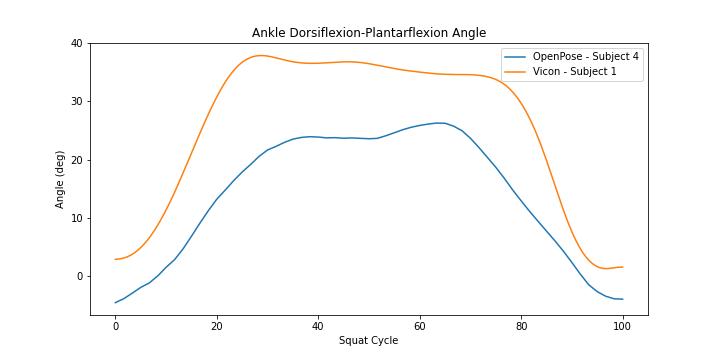 Ankle Dorsiflexion-Plantarflexion Angle
OpenPose - Subject 4
Vicon - Subject 1
Angle (deg)
40
30
20
10
0
0 20 40 60 80 100
Squat Cycle